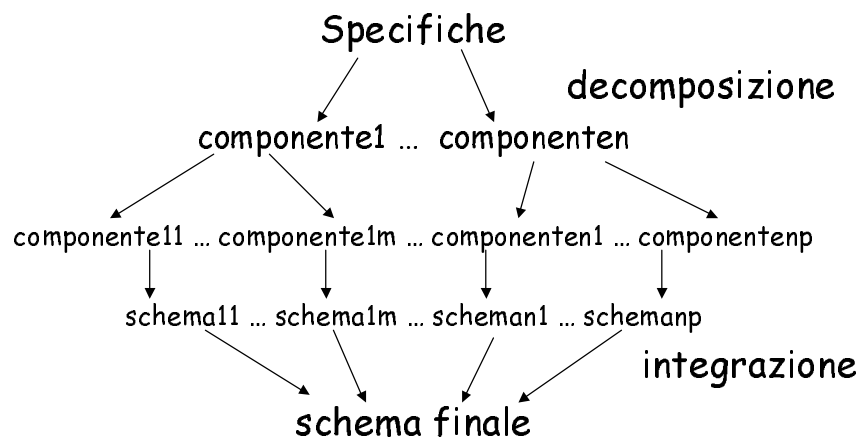 Specifiche
decomposizione
componente1 ... componenten
componente11 ... componente1m ... componenten1 ... componentenp
schema11 ... schema1m ... scheman1 ... schemanp
integrazione
schema finale